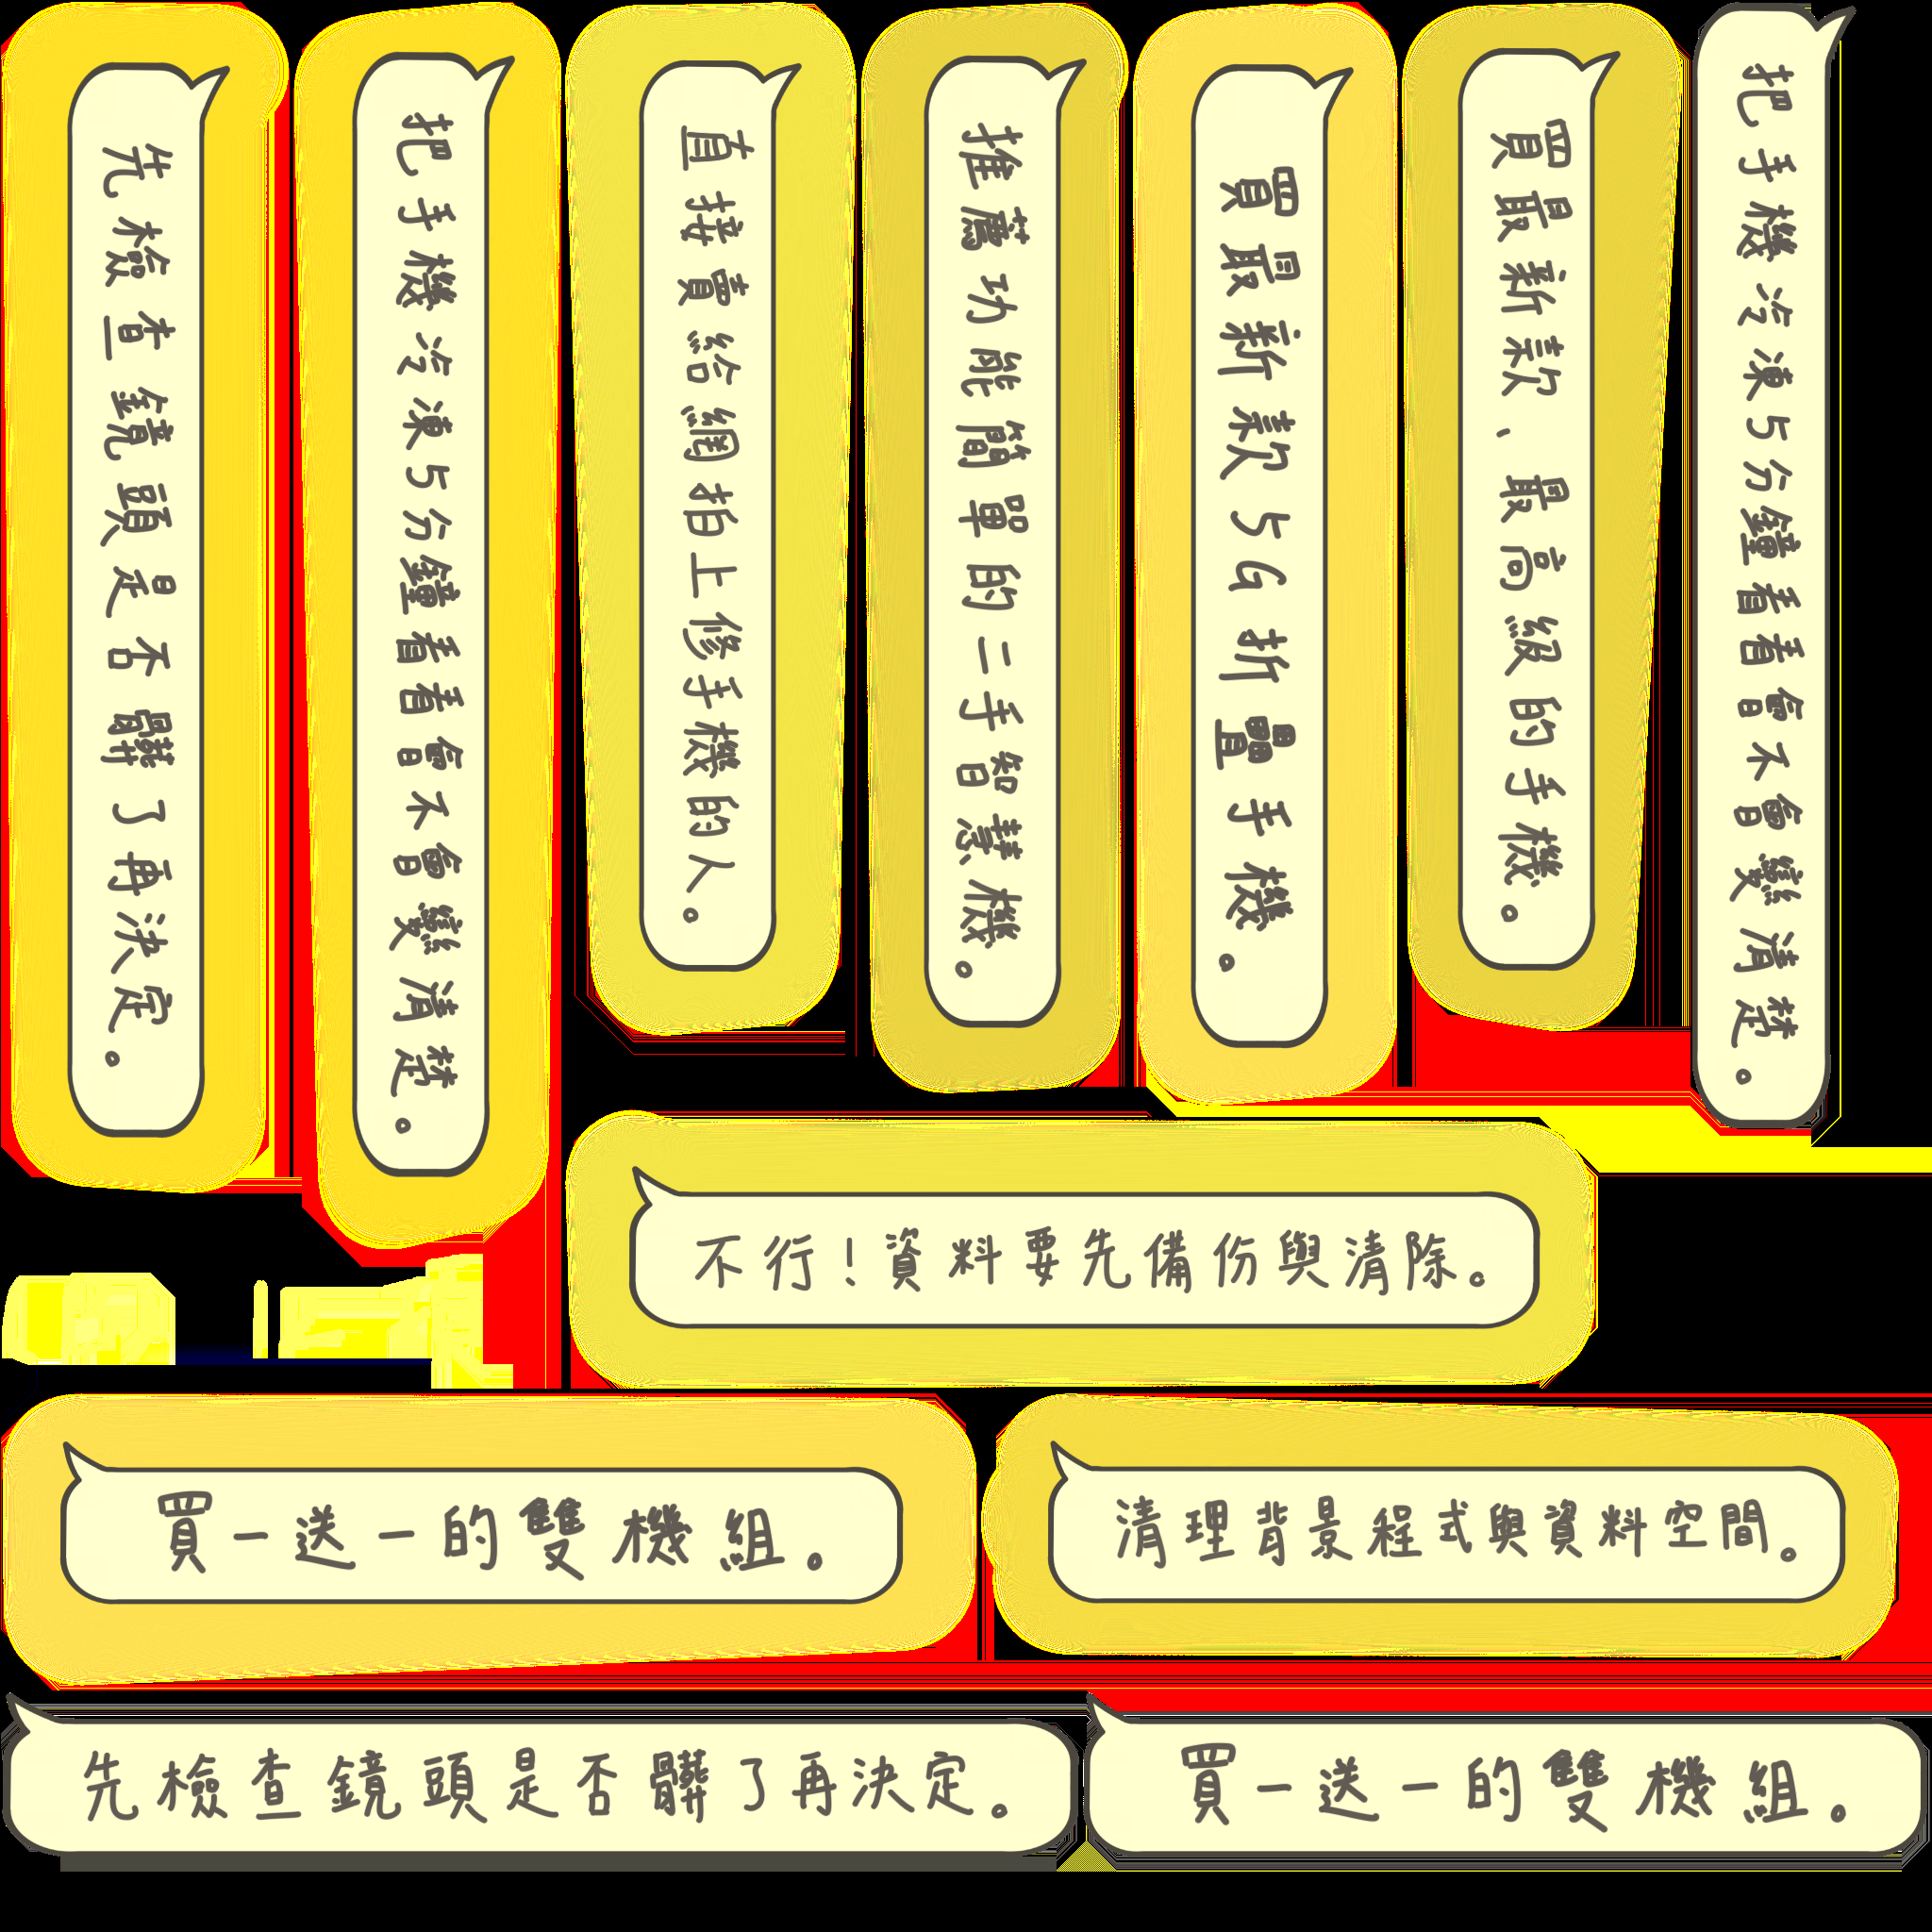 先檢查鏡頭是否髒了再決定。
把手機冷凍5分鐘看看會不會變清楚。
直接賣給網拍上修手機的人。
推薦功能簡單的二手智慧機。
買最新款5G折疊手機。
買最新款、最高級的手機。
把手機冷凍5分鐘看看會不會變清楚。
不行！資料要先備份與清除。
買一送一的雙機組。
清理背景程式與資料空間。
先檢查鏡頭是否髒了再決定。
買一送一的雙機組。